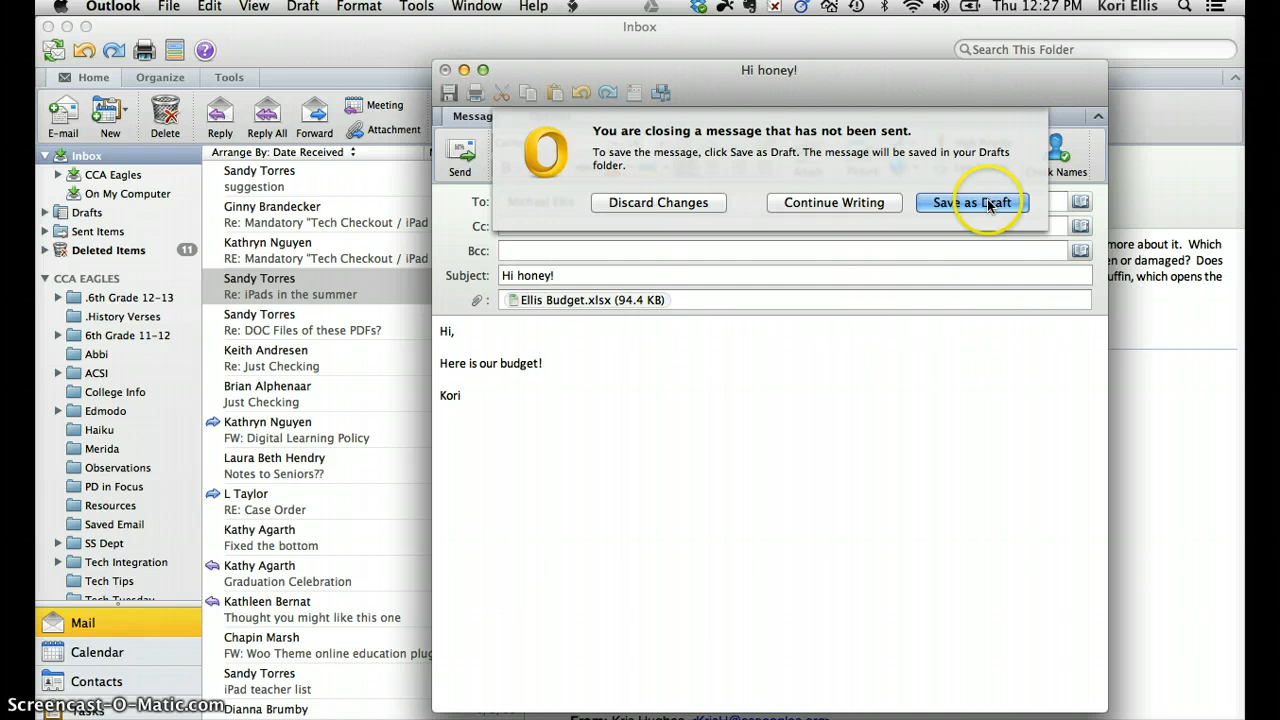 Outlook File Edit View Draft Format Tools Window Help Thu 12:27 PM Kori Ellis
Inbox
Search This Folder
Home Organize Tools
E-mail New Delete Reply Reply All Forward Meeting Attachment
Inbox
CCA Eagles
On My Computer
Drafts
Sent Items
Deleted Items 11
CCA EAGLES
.6th Grade 12-13
.History Verses
6th Grade 11-12
Abbi
ACSI
College Info
Edmodo
Haiku
Merida
Observations
PD in Focus
Resources
Saved Email
SS Dept
Tech Integration
Tech Tips
Tech Tuesday
Mail
Calendar
Contacts
Tasks
Arrange By: Date Received
Sandy Torres
suggestion
Ginny Brandecker
RE: Mandatory "Tech Checkout / iPad
Kathryn Nguyen
RE: Mandatory "Tech Checkout / iPad
Sandy Torres
Re: iPads in the summer
Sandy Torres
Re: DOC Files of these PDFs?
Keith Andresen
Re: Just Checking
Brian Alphenaar
Just Checking
Kathryn Nguyen
FW: Digital Learning Policy
Laura Beth Hendry
Notes to Seniors??
L Taylor
RE: Case Order
Kathy Agarth
Fixed the bottom
Kathy Agarth
Graduation Celebration
Kathleen Bernat
Thought you might like this one
Chapin Marsh
FW: Woo Theme online education plug
Sandy Torres
iPad teacher list
Dianna Brumby
Hi honey!
Messag
Send
You are closing a message that has not been sent.
To save the message, click Save as Draft. The message will be saved in your Drafts
folder.
Discard Changes Continue Writing Save as Draft
To: Michael Ellis
Cc:
Bcc:
Subject: Hi honey!
Ellis Budget.xlsx (94.4 KB)
Hi,
Here is our budget!
Kori
Names
more about it. Which
en or damaged? Does
uffin, which opens the
Screencast-O-Matic.com